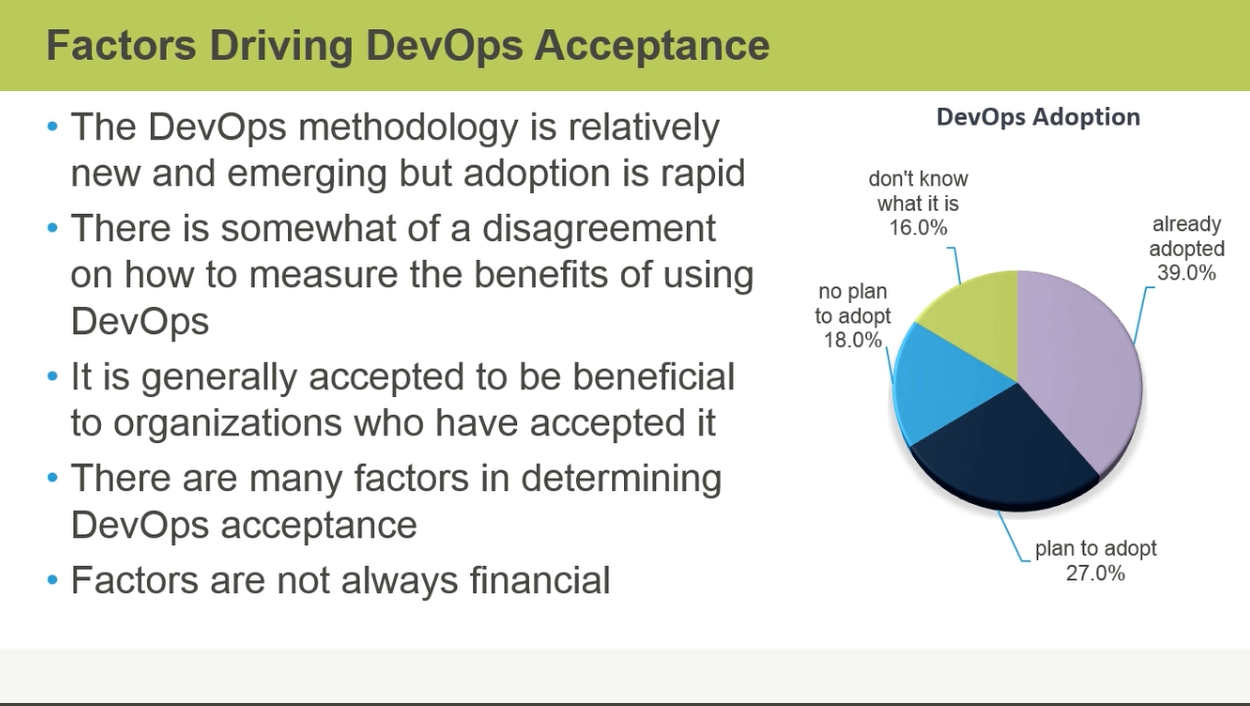 Factors Driving DevOps Acceptance
• The DevOps methodology is relatively
new and emerging but adoption is rapid
• There is somewhat of a disagreement
on how to measure the benefits of using
DevOps
• It is generally accepted to be beneficial
to organizations who have accepted it
• There are many factors in determining
DevOps acceptance
• Factors are not always financial
DevOps Adoption
don't know
what it is
16.0%
already
adopted
39.0%
no plan
to adopt
18.0%
plan to adopt
27.0%